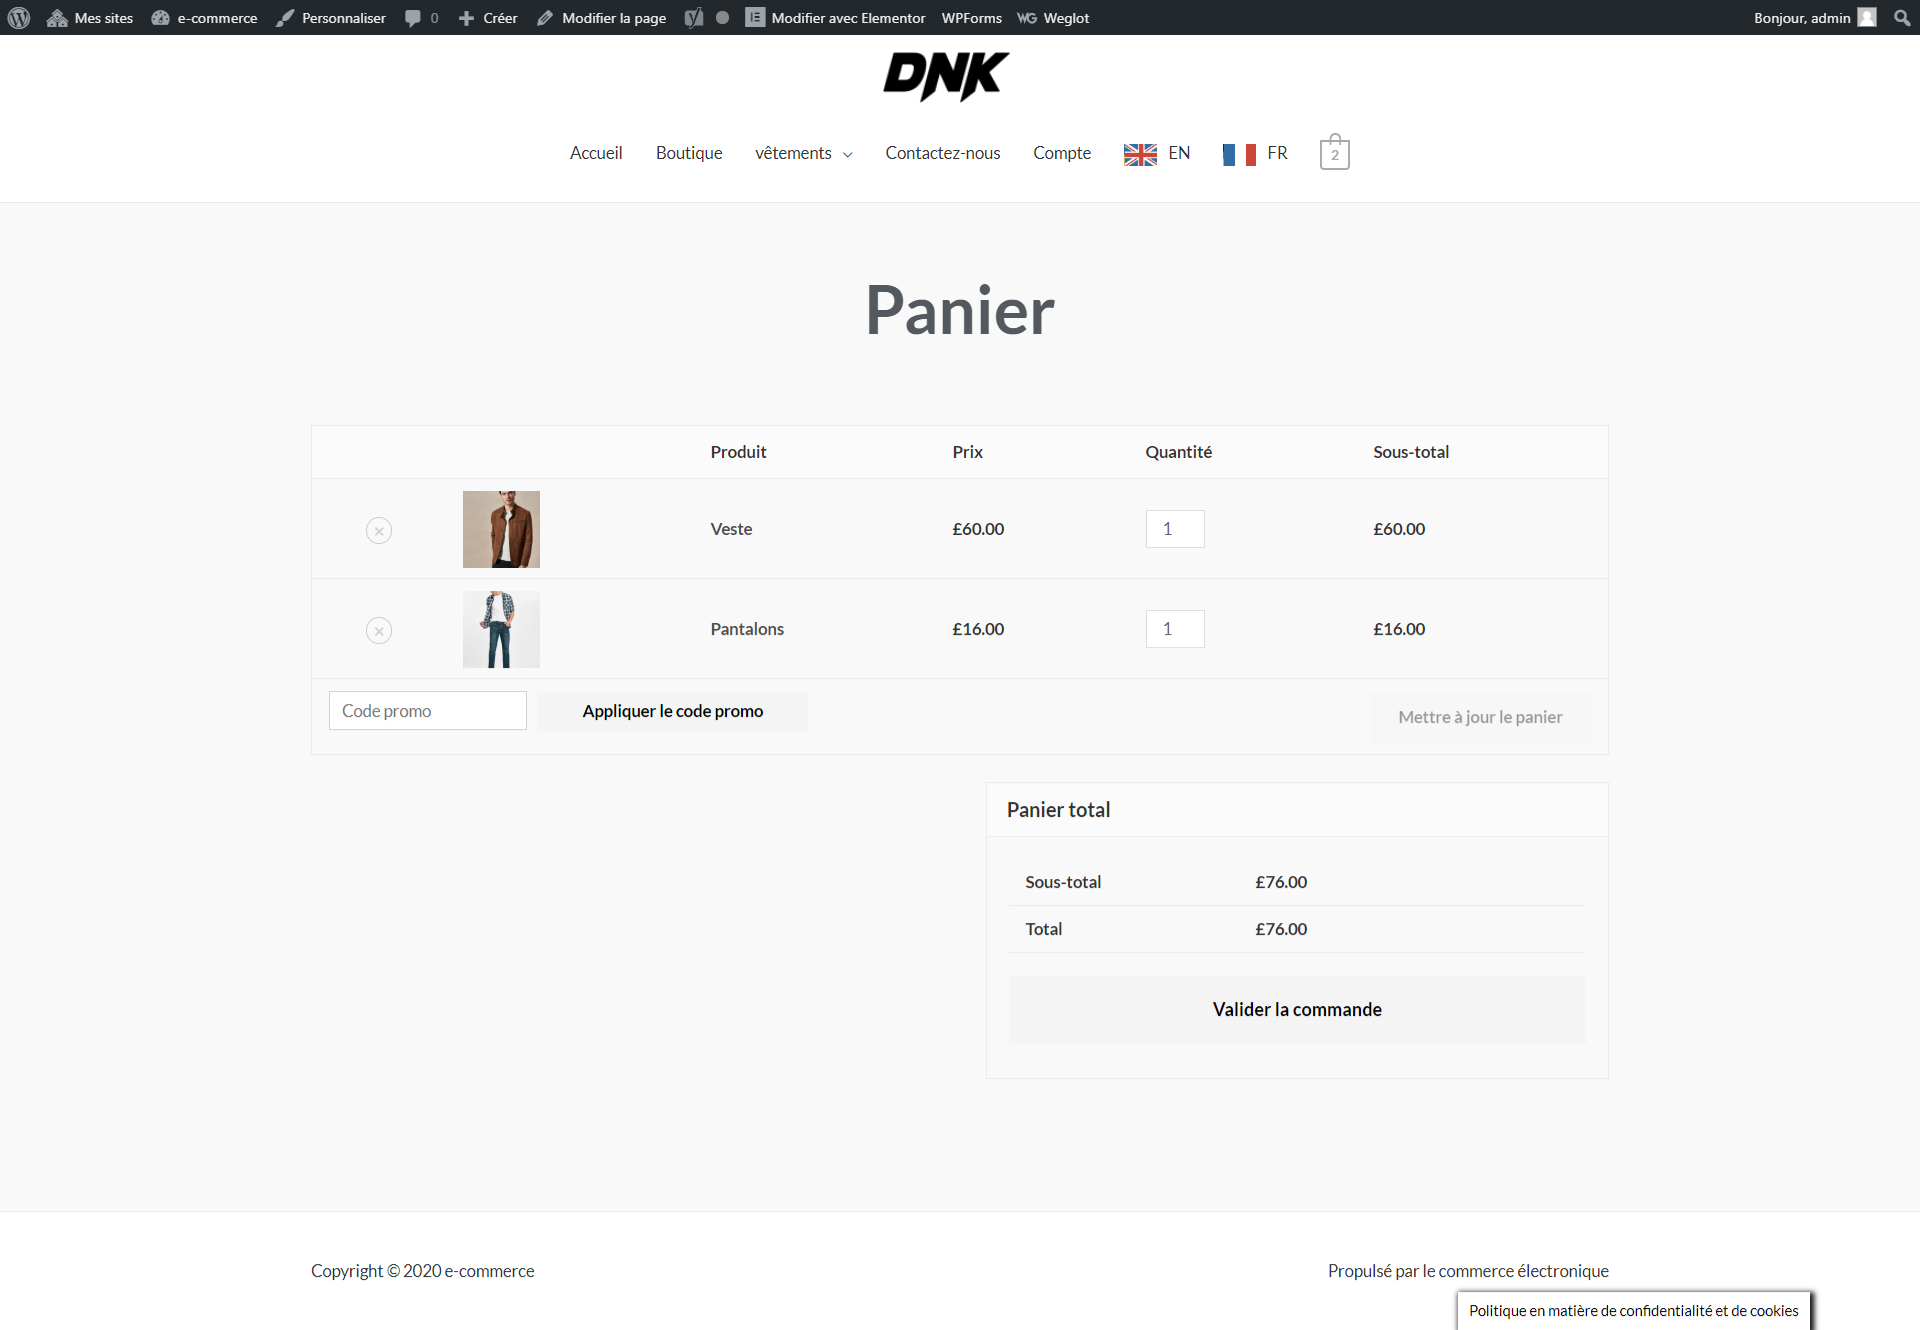 Mes sites e-commerce Personnaliser 0 Créer Modifier la page Modifier avec Elementor WPForms WG Weglot Bonjour, admin
DNK
Accueil Boutique vêtements Contactez-nous Compte EN FR 2
Panier
Produit Prix Quantité Sous-total
Veste £60.00 1 £60.00
Pantalons £16.00 1 £16.00
Code promo Appliquer le code promo Mettre à jour le panier
Panier total
Sous-total £76.00
Total £76.00
Valider la commande
Copyright © 2020 e-commerce Propulsé par le commerce électronique
Politique en matière de confidentialité et de cookies